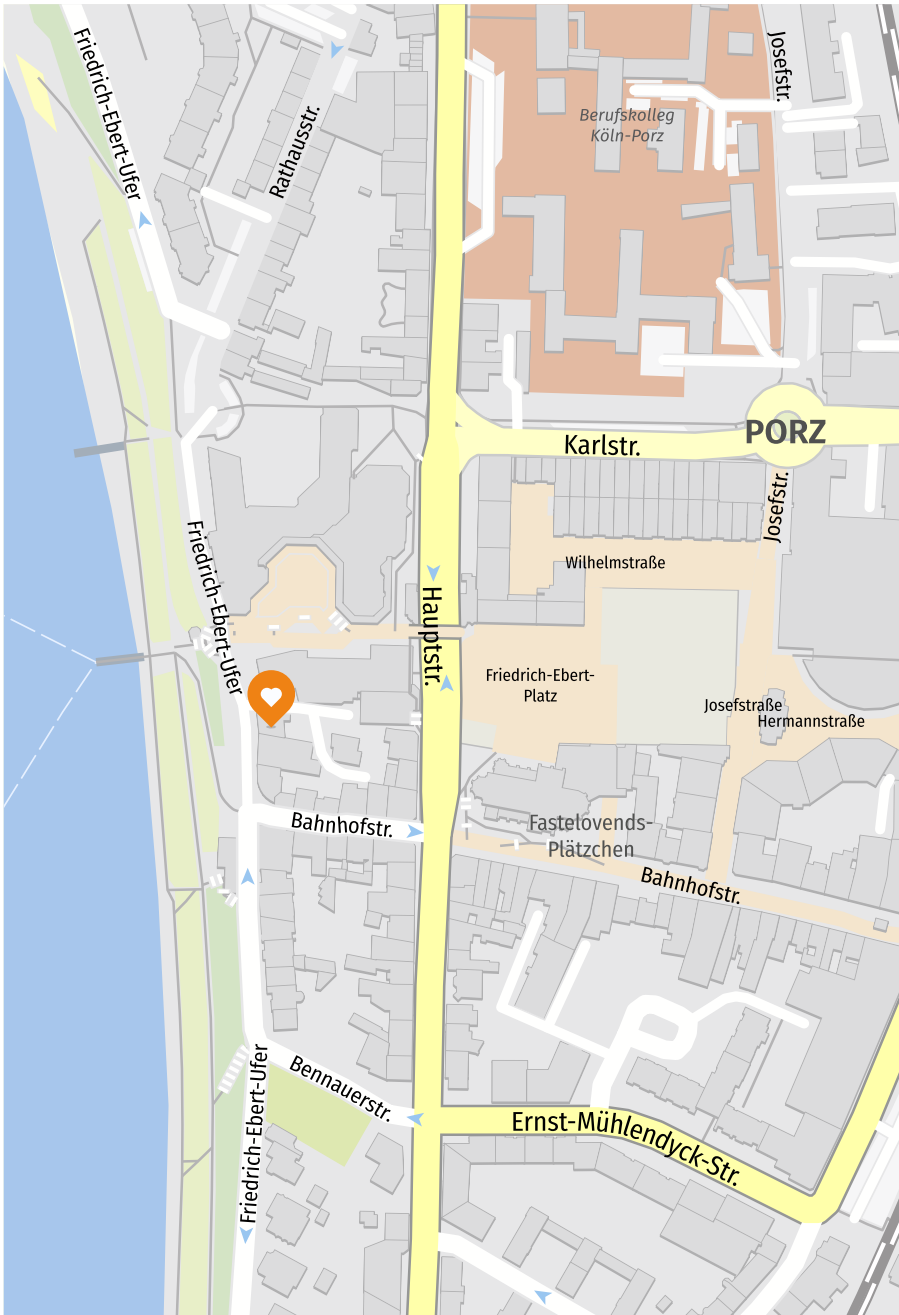 Friedrich-Ebert-Ufer
Rathausstr.
Josefstr.
Berufskolleg
Köln-Porz
Karlstr.
PORZ
Josefstr.
Friedrich-Ebert-Ufer
Wilhelmstraße
Hauptstr.
Friedrich-Ebert-
Platz
Josefstraße
Hermannstraße
Bahnhofstr.
Fastelovends-
Plätzchen
Bahnhofstr.
Friedrich-Ebert-Ufer
Bennauerstr.
Ernst-Mühlendyck-Str.